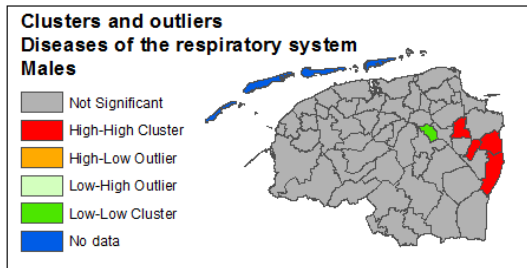 Clusters and outliers
Diseases of the respiratory system
Males
Not Significant
High-High Cluster
High-Low Outlier
Low-High Outlier
Low-Low Cluster
No data